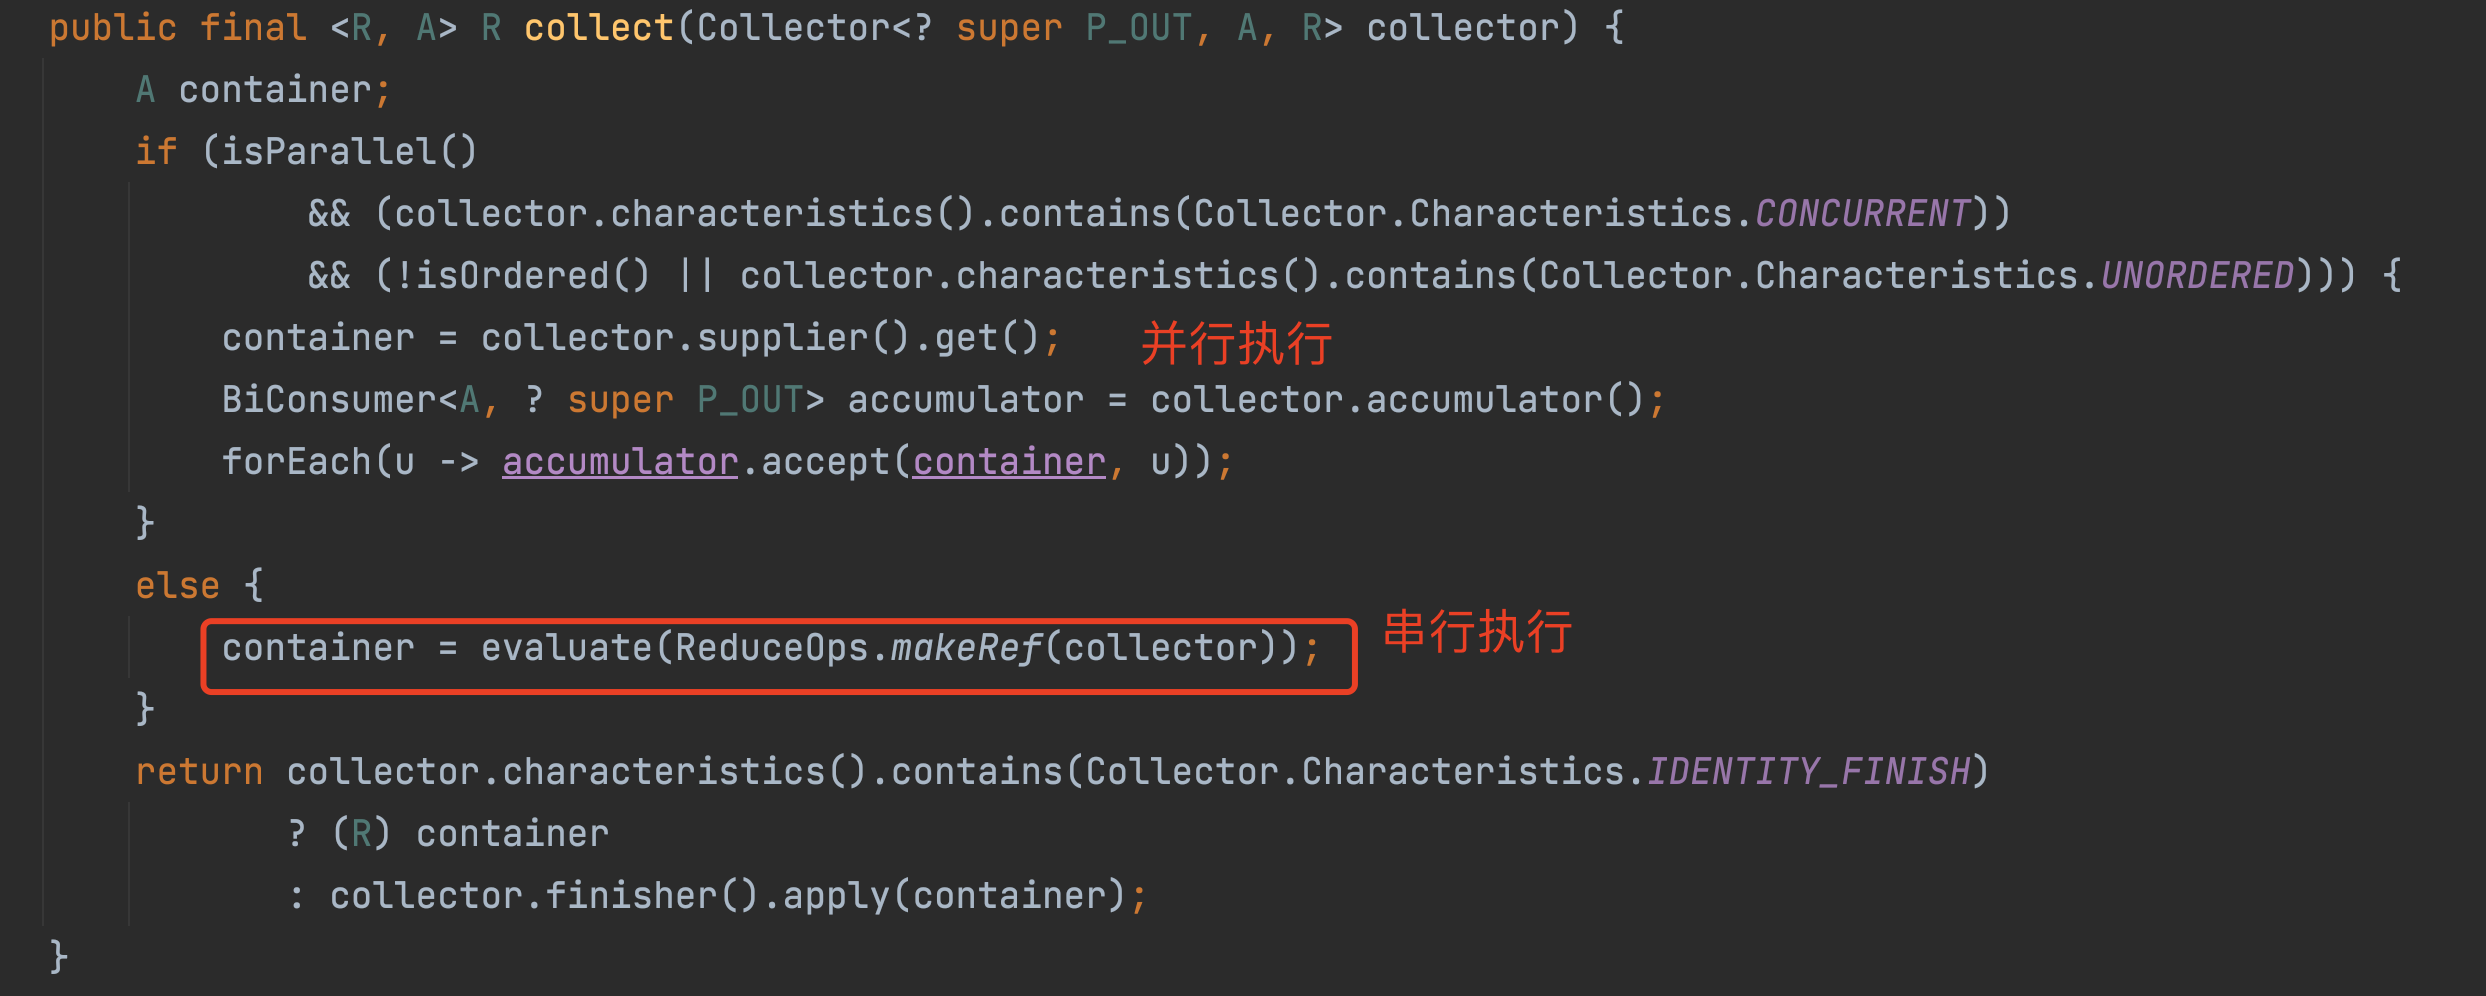 public final <R, A> R collect(Collector<? super P_OUT, A, R> collector) {
A container;
if (isParallel()
&& (collector.characteristics().contains(Collector.Characteristics.CONCURRENT))
&& (!isOrdered() || collector.characteristics().contains(Collector.Characteristics.UNORDERED))) {
container = collector.supplier().get(); 并行执行
BiConsumer<A, ? super P_OUT> accumulator = collector.accumulator();
forEach(u -> accumulator.accept(container, u));
}
else {
container = evaluate(ReduceOps.makeRef(collector)); 串行执行
}
return collector.characteristics().contains(Collector.Characteristics.IDENTITY_FINISH)
? (R) container
: collector.finisher().apply(container);
}